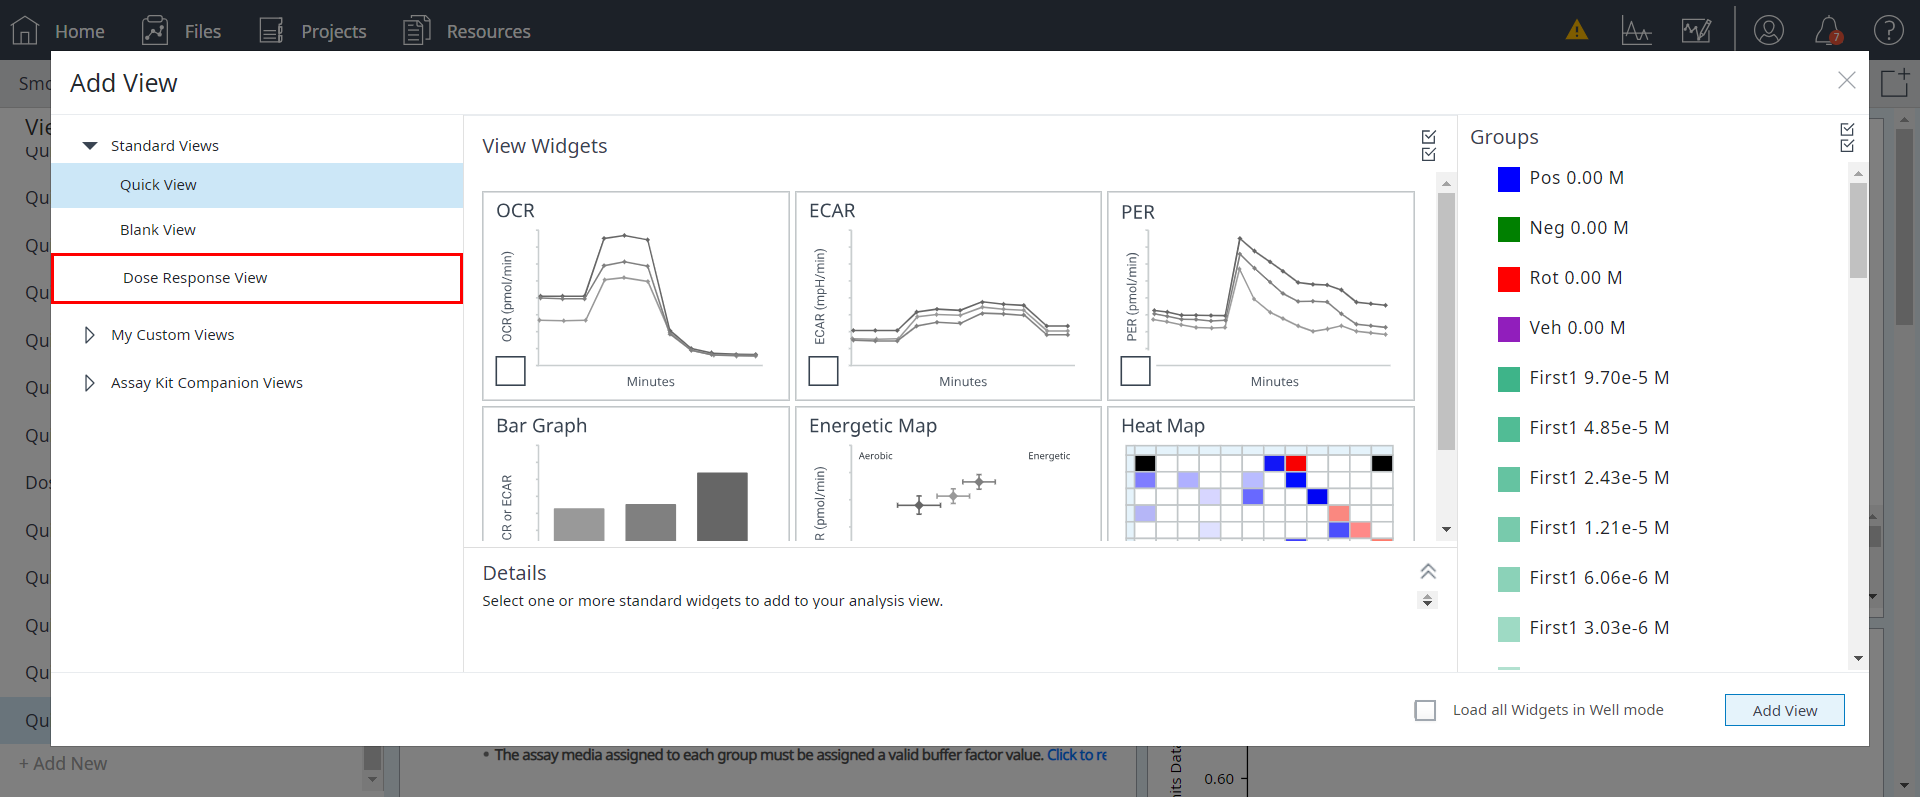 Home
Files
Projects
Resources
7
Smo
Vie
Qu
Qu
Qu
Qu
Qu
Qu
Qu
Dos
Qu
Qu
Qu
Qu
Qu
+ Add New
Add View
Standard Views
Quick View
Blank View
Dose Response View
My Custom Views
Assay Kit Companion Views
View Widgets
OCR
OCR (pmol/min)
Minutes
ECAR
ECAR (mpH/min)
Minutes
PER
PER (pmol/min)
Minutes
Bar Graph
CR or ECAR
Energetic Map
Aerobic
Energetic
R (pmol/min)
Heat Map
Details
Select one or more standard widgets to add to your analysis view.
Groups
Pos 0.00 M
Neg 0.00 M
Rot 0.00 M
Veh 0.00 M
First1 9.70e-5 M
First1 4.85e-5 M
First1 2.43e-5 M
First1 1.21e-5 M
First1 6.06e-6 M
First1 3.03e-6 M
Load all Widgets in Well mode
Add View
* The assay media assigned to each group must be assigned a valid buffer factor value. Click to re
nits Data
0.60